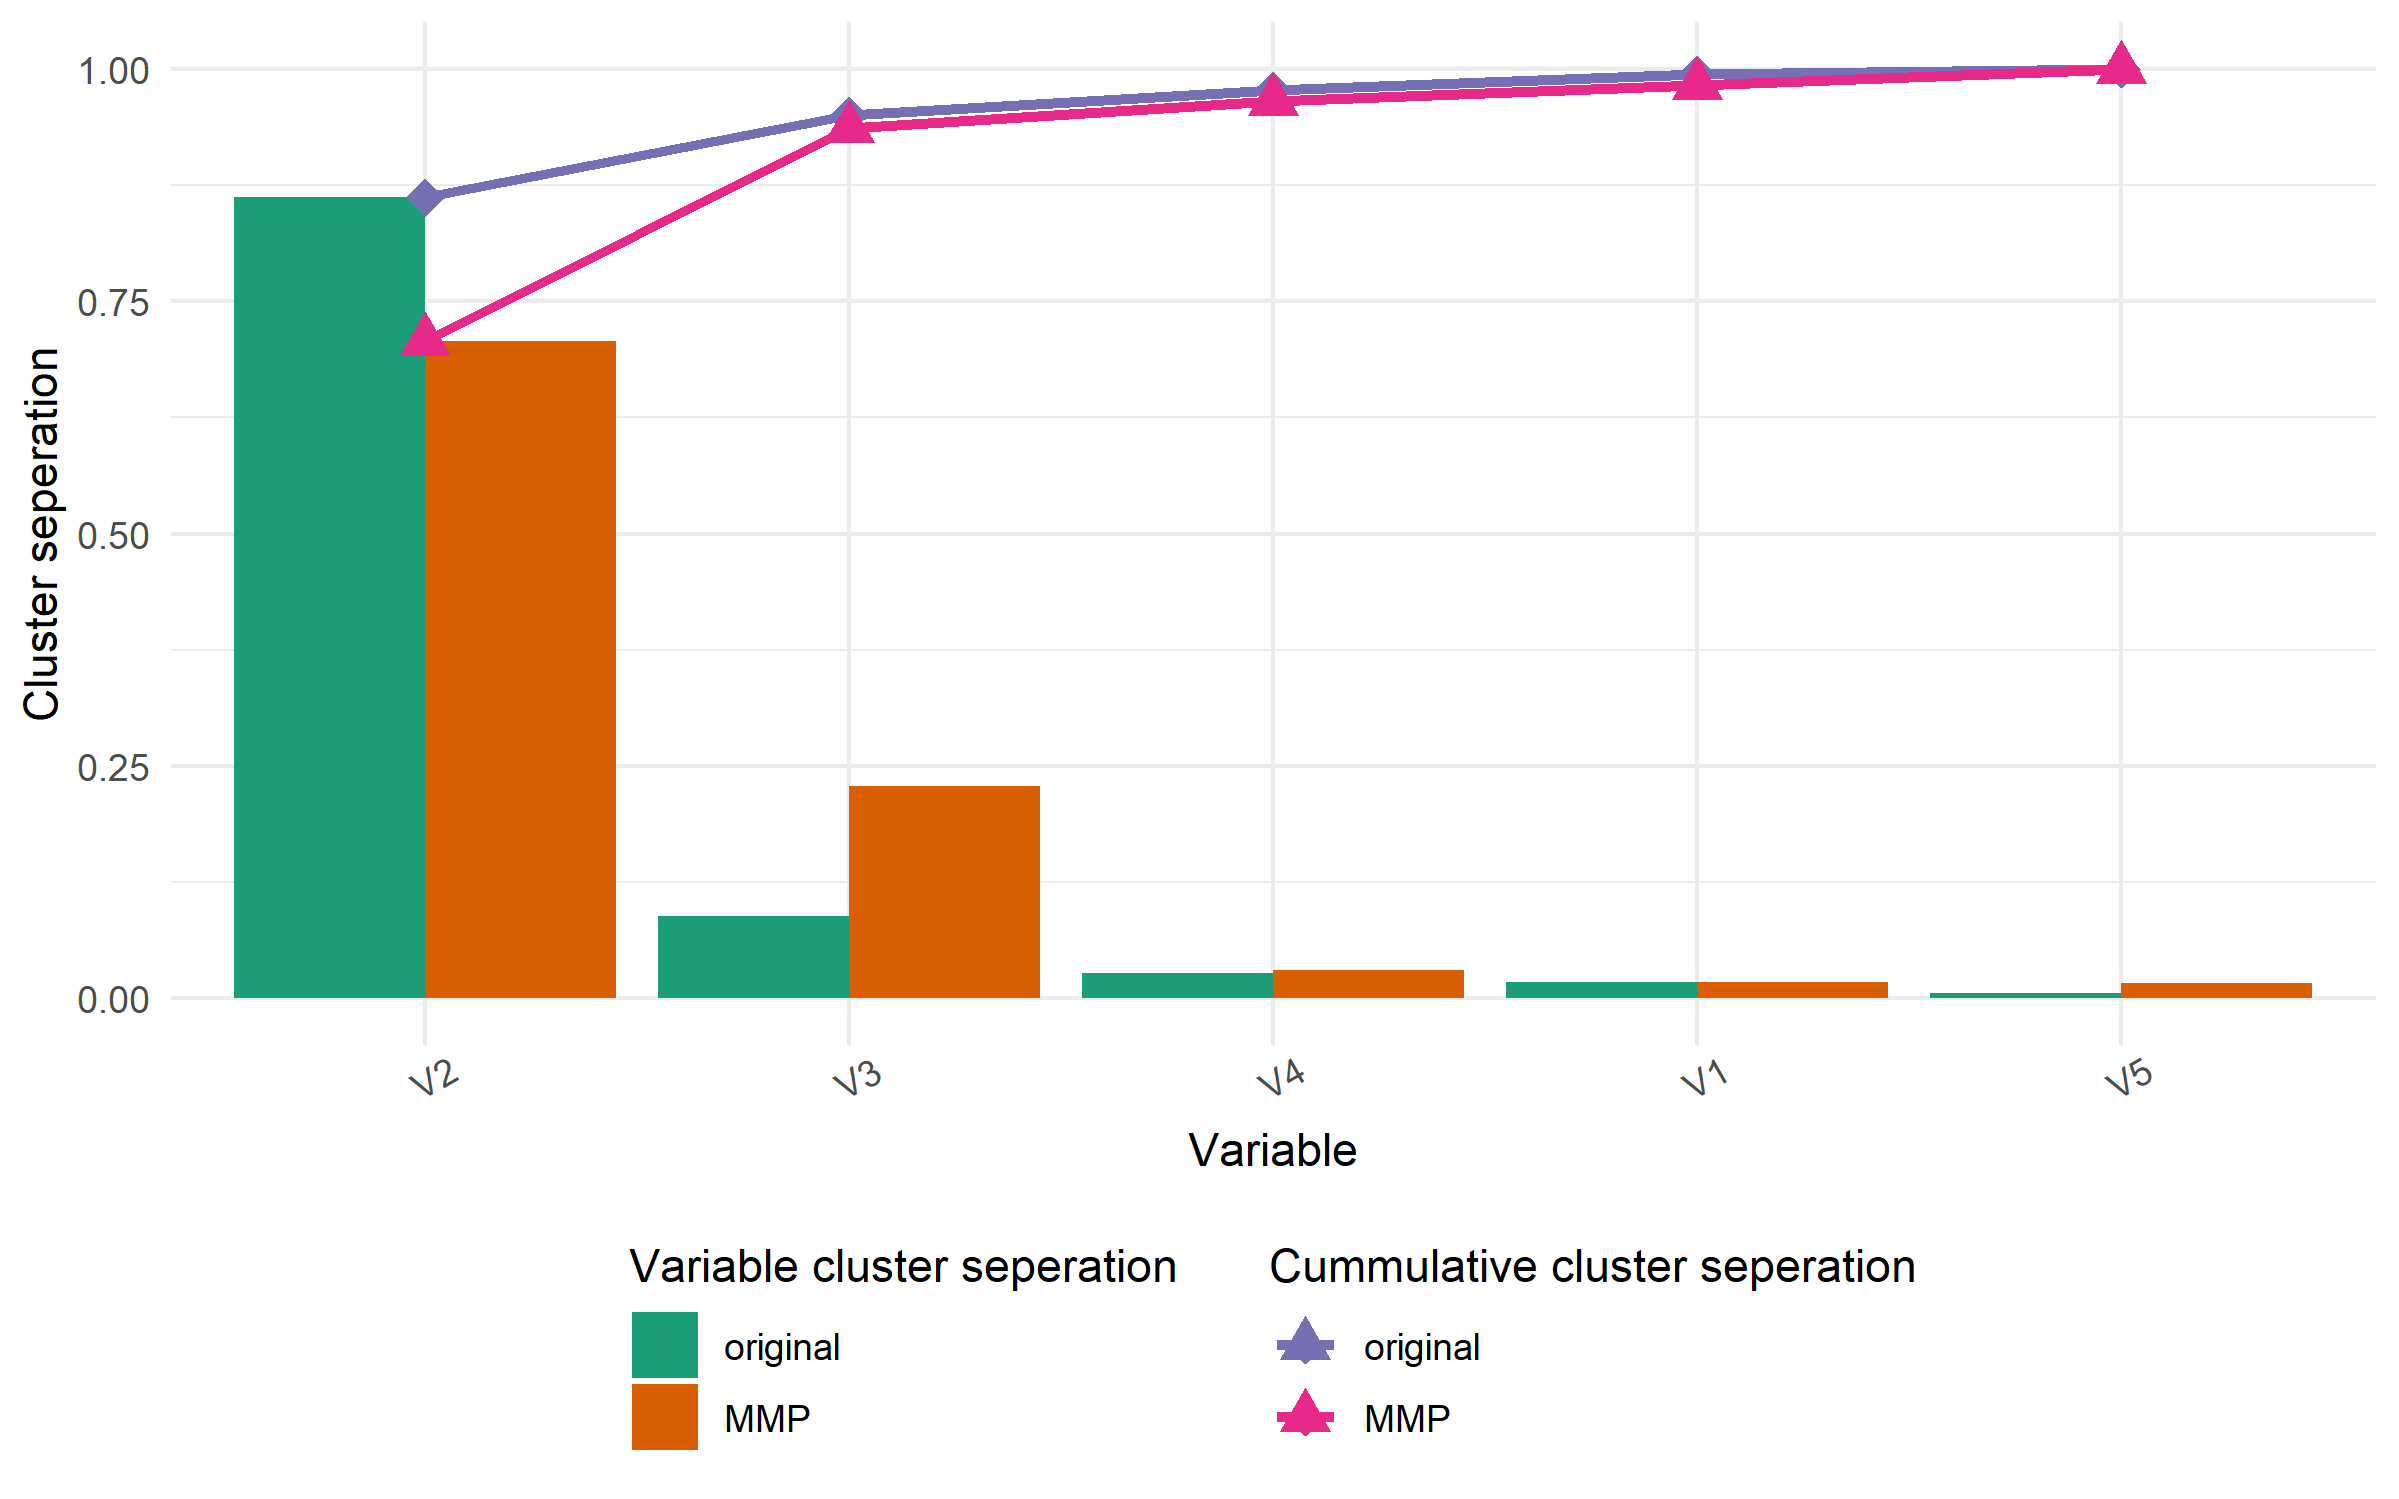 1.00
0.75
0.50
0.25
0.00
Cluster seperation
V2
V3
V4
V1
V5
Variable
Variable cluster seperation
original
MMP
Cummulative cluster seperation
original
MMP